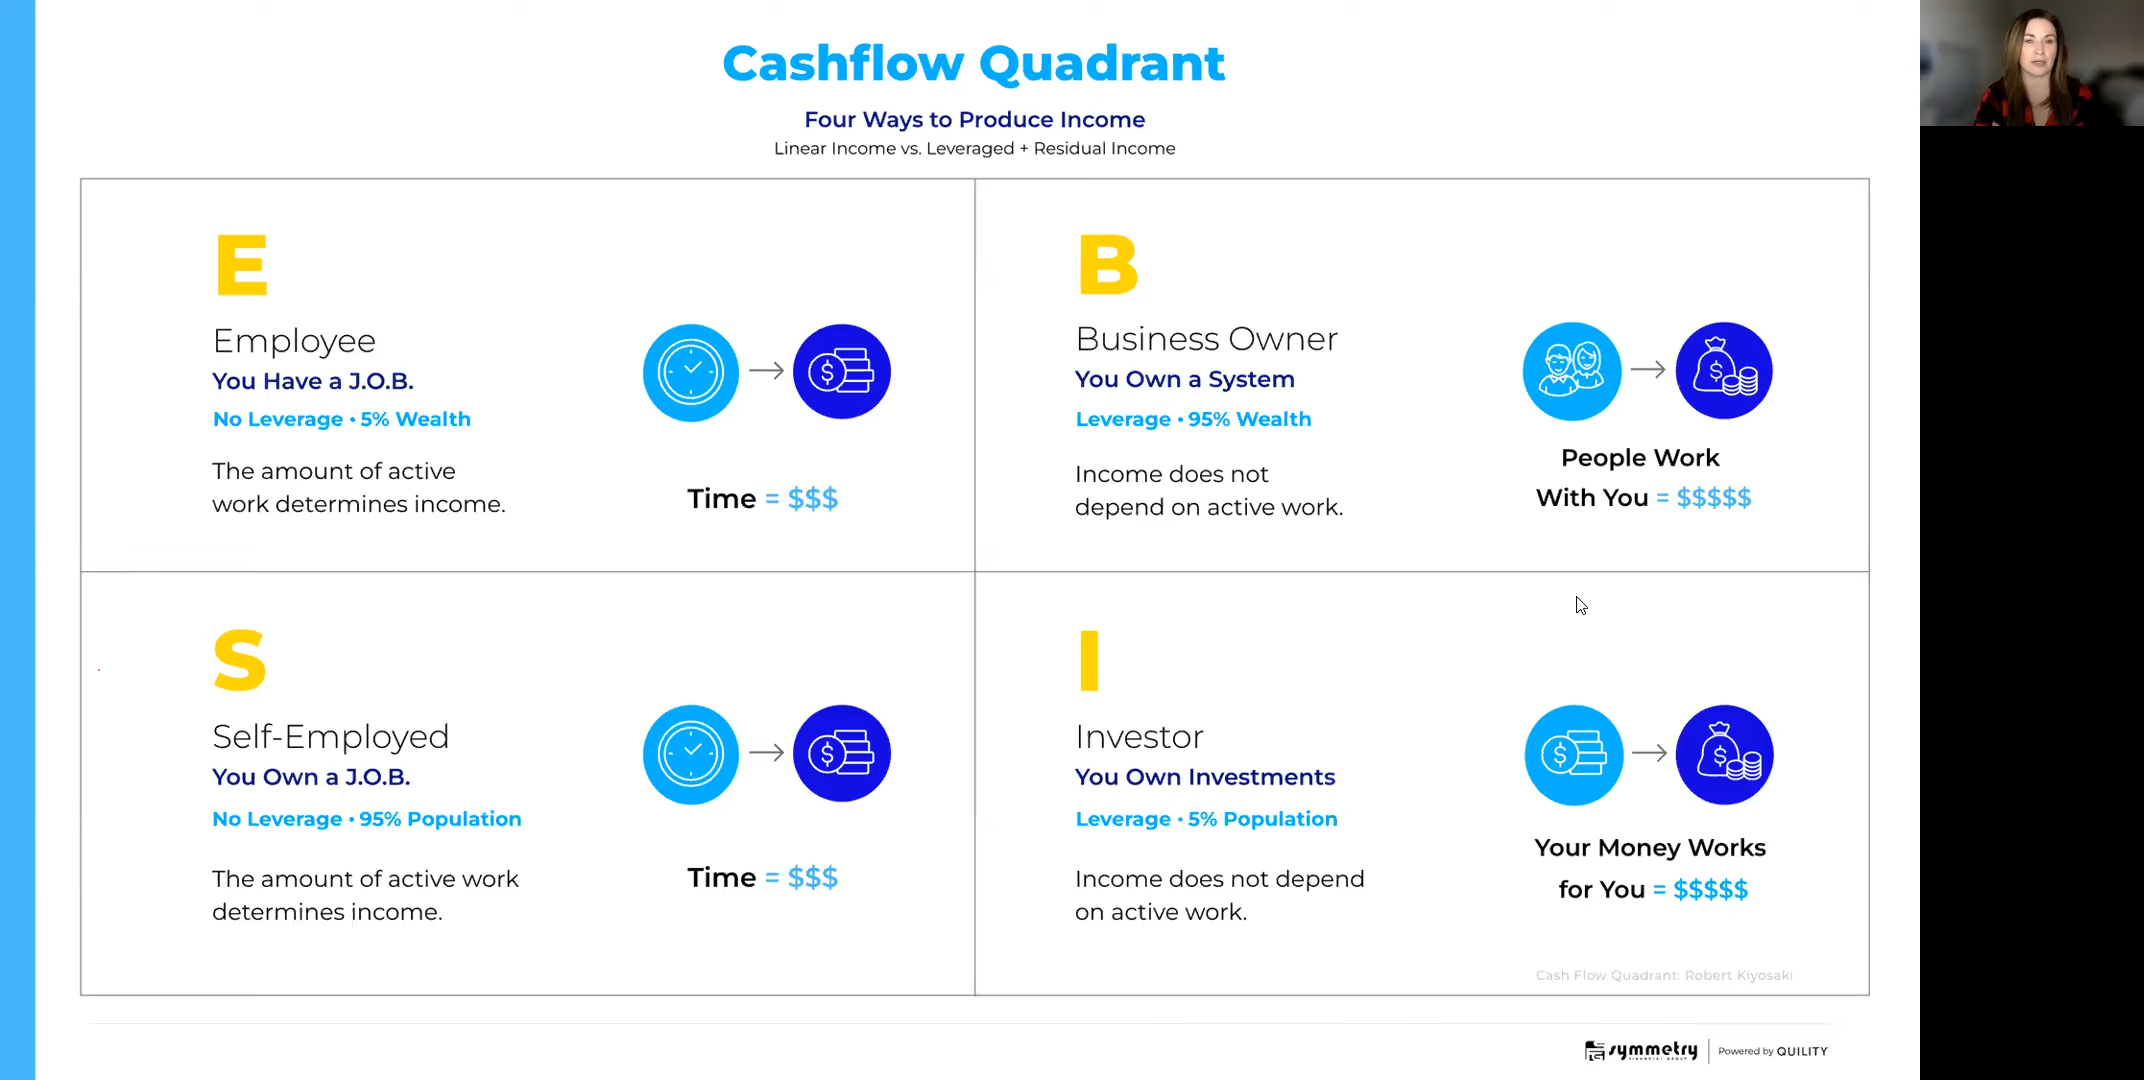 Cashflow Quadrant
Four Ways to Produce Income
Linear Income vs. Leveraged + Residual Income
E
Employee
You Have a J.O.B.
No Leverage • 5% Wealth
The amount of active
work determines income.
Time = $$$
B
Business Owner
You Own a System
Leverage • 95% Wealth
Income does not
depend on active work.
People Work
With You = $$$$$
S
Self-Employed
You Own a J.O.B.
No Leverage • 95% Population
The amount of active work
determines income.
Time = $$$
I
Investor
You Own Investments
Leverage • 5% Population
Income does not depend
on active work.
Your Money Works
for You = $$$$$
Cash Flow Quadrant: Robert Kiyosaki
symmetry
FINANCIAL GROUP
Powered by QUILITY